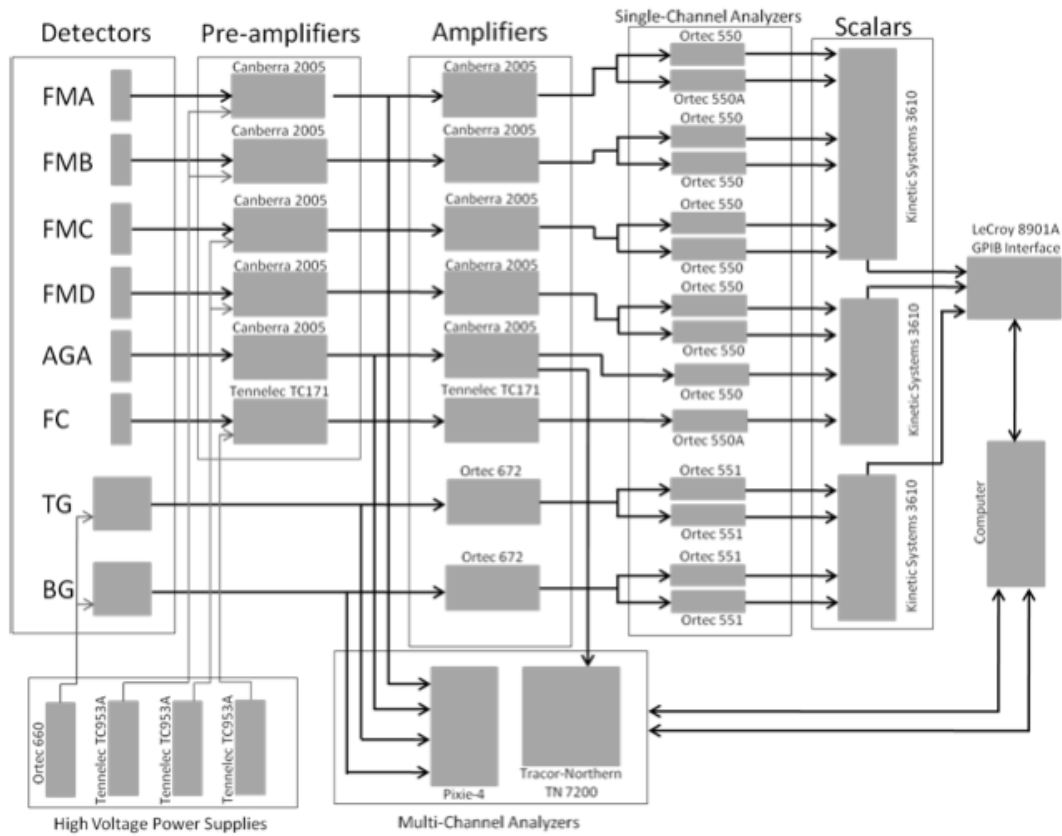 Detectors
Pre-amplifiers
Amplifiers
Single-Channel Analyzers
Scalars
FMA
Canberra 2005
Canberra 2005
Ortec 550
Ortec 550A
FMB
Canberra 2005
Canberra 2005
Ortec 550
Ortec 550
Kinetic Systems 3610
FMC
Canberra 2005
Canberra 2005
Ortec 550
Ortec 550
LeCroy 8901A
GPIB Interface
FMD
Canberra 2005
Canberra 2005
Ortec 550
Ortec 550
Kinetic Systems 3610
AGA
Canberra 2005
Canberra 2005
Ortec 550
FC
Tennelec TC171
Tennelec TC171
Ortec 550A
TG
Ortec 672
Ortec 551
Ortec 551
Kinetic Systems 3610
Computer
BG
Ortec 672
Ortec 551
Ortec 551
Ortec 660
Tennelec TC953A
Tennelec TC953A
Tennelec TC953A
High Voltage Power Supplies
Pixie-4
Tracor-Northern
TN 7200
Multi-Channel Analyzers